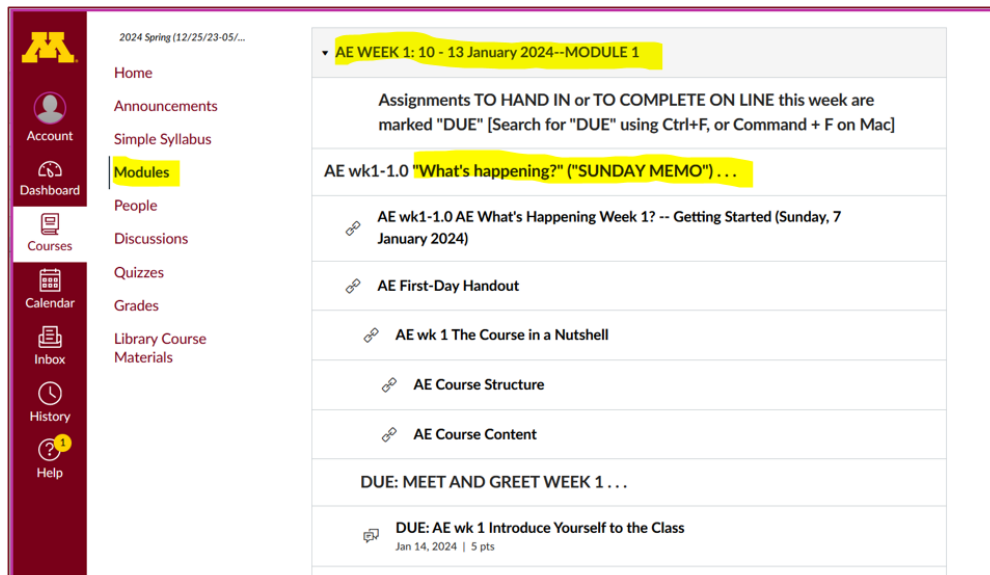 M
Account
Dashboard
Courses
Calendar
Inbox
History
1
Help
2024 Spring (12/25/23-05/...
Home
Announcements
Simple Syllabus
Modules
People
Discussions
Quizzes
Grades
Library Course
Materials
AE WEEK 1: 10 - 13 January 2024--MODULE 1
Assignments TO HAND IN or TO COMPLETE ON LINE this week are
marked "DUE" [Search for "DUE" using Ctrl+F, or Command + F on Mac]
AE wk1-1.0 "What's happening?" ("SUNDAY MEMO") . . .
AE wk1-1.0 AE What's Happening Week 1? -- Getting Started (Sunday, 7
January 2024)
AE First-Day Handout
AE wk 1 The Course in a Nutshell
AE Course Structure
AE Course Content
DUE: MEET AND GREET WEEK 1 . . .
DUE: AE wk 1 Introduce Yourself to the Class
Jan 14, 2024 | 5 pts